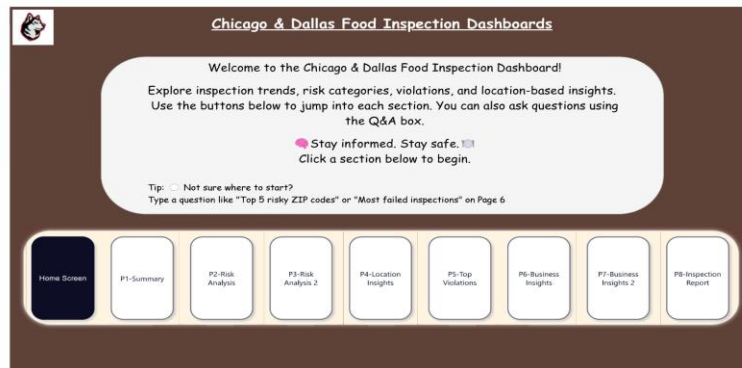 Chicago & Dallas Food Inspection Dashboards
Welcome to the Chicago & Dallas Food Inspection Dashboard!
Explore inspection trends, risk categories, violations, and location-based insights.
Use the buttons below to jump into each section. You can also ask questions using
the Q&A box.
🧠 Stay informed. Stay safe.🍽️
Click a section below to begin.
Tip: 💬 Not sure where to start?
Type a question like "Top 5 risky ZIP codes" or "Most failed inspections" on Page 6
Home Screen
P1-Summary
P2-Risk
Analysis
P3-Risk
Analysis 2
P4-Location
Insights
P5-Top
Violations
P6-Business
Insights
P7-Business
Insights 2
P8-Inspection
Report